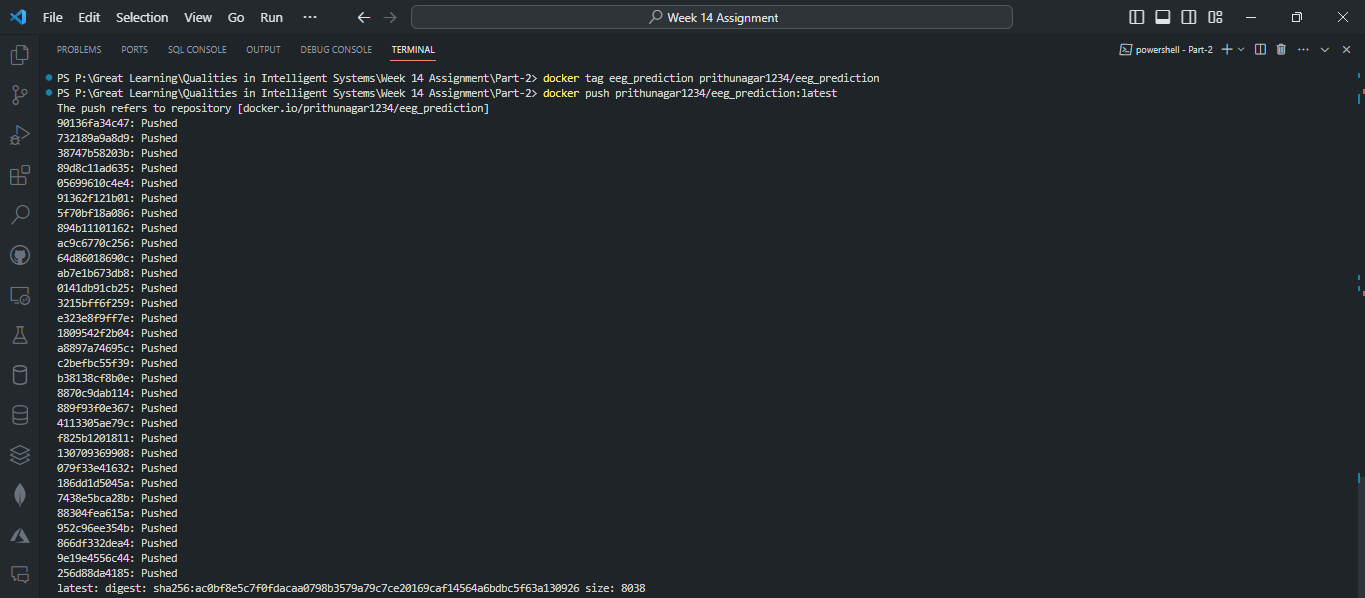 File Edit Selection View Go Run ··· Week 14 Assignment
PROBLEMS PORTS SQL CONSOLE OUTPUT DEBUG CONSOLE TERMINAL powershell - Part-2
PS P:\Great Learning\Qualities in Intelligent Systems\Week 14 Assignment\Part-2> docker tag eeg_prediction prithunagar1234/eeg_prediction
PS P:\Great Learning\Qualities in Intelligent Systems\Week 14 Assignment\Part-2> docker push prithunagar1234/eeg_prediction:latest
The push refers to repository [docker.io/prithunagar1234/eeg_prediction]
90136fa34c47: Pushed
732189a9a8d9: Pushed
38747b58203b: Pushed
89d8c11ad635: Pushed
05699610c4e4: Pushed
91362f121b01: Pushed
5f70bf18a086: Pushed
894b11101162: Pushed
ac9c6770c256: Pushed
64d86018690c: Pushed
ab7e1b673db8: Pushed
0141db91cb25: Pushed
3215bff6f259: Pushed
e323e8f9ff7e: Pushed
1809542f2b04: Pushed
a8897a74695c: Pushed
c2befbc55f39: Pushed
b38138cf8b0e: Pushed
8870c9dab114: Pushed
889f93f0e367: Pushed
4113305ae79c: Pushed
f825b1201811: Pushed
130709369908: Pushed
079f33e41632: Pushed
186dd1d5045a: Pushed
7438e5bca28b: Pushed
88304fea615a: Pushed
952c96ee354b: Pushed
866df332dea4: Pushed
9e19e4556c44: Pushed
256d88da4185: Pushed
latest: digest: sha256:ac0bf8e5c7f0fdacaa0798b3579a79c7ce20169caf14564a6bdbc5f63a130926 size: 8038